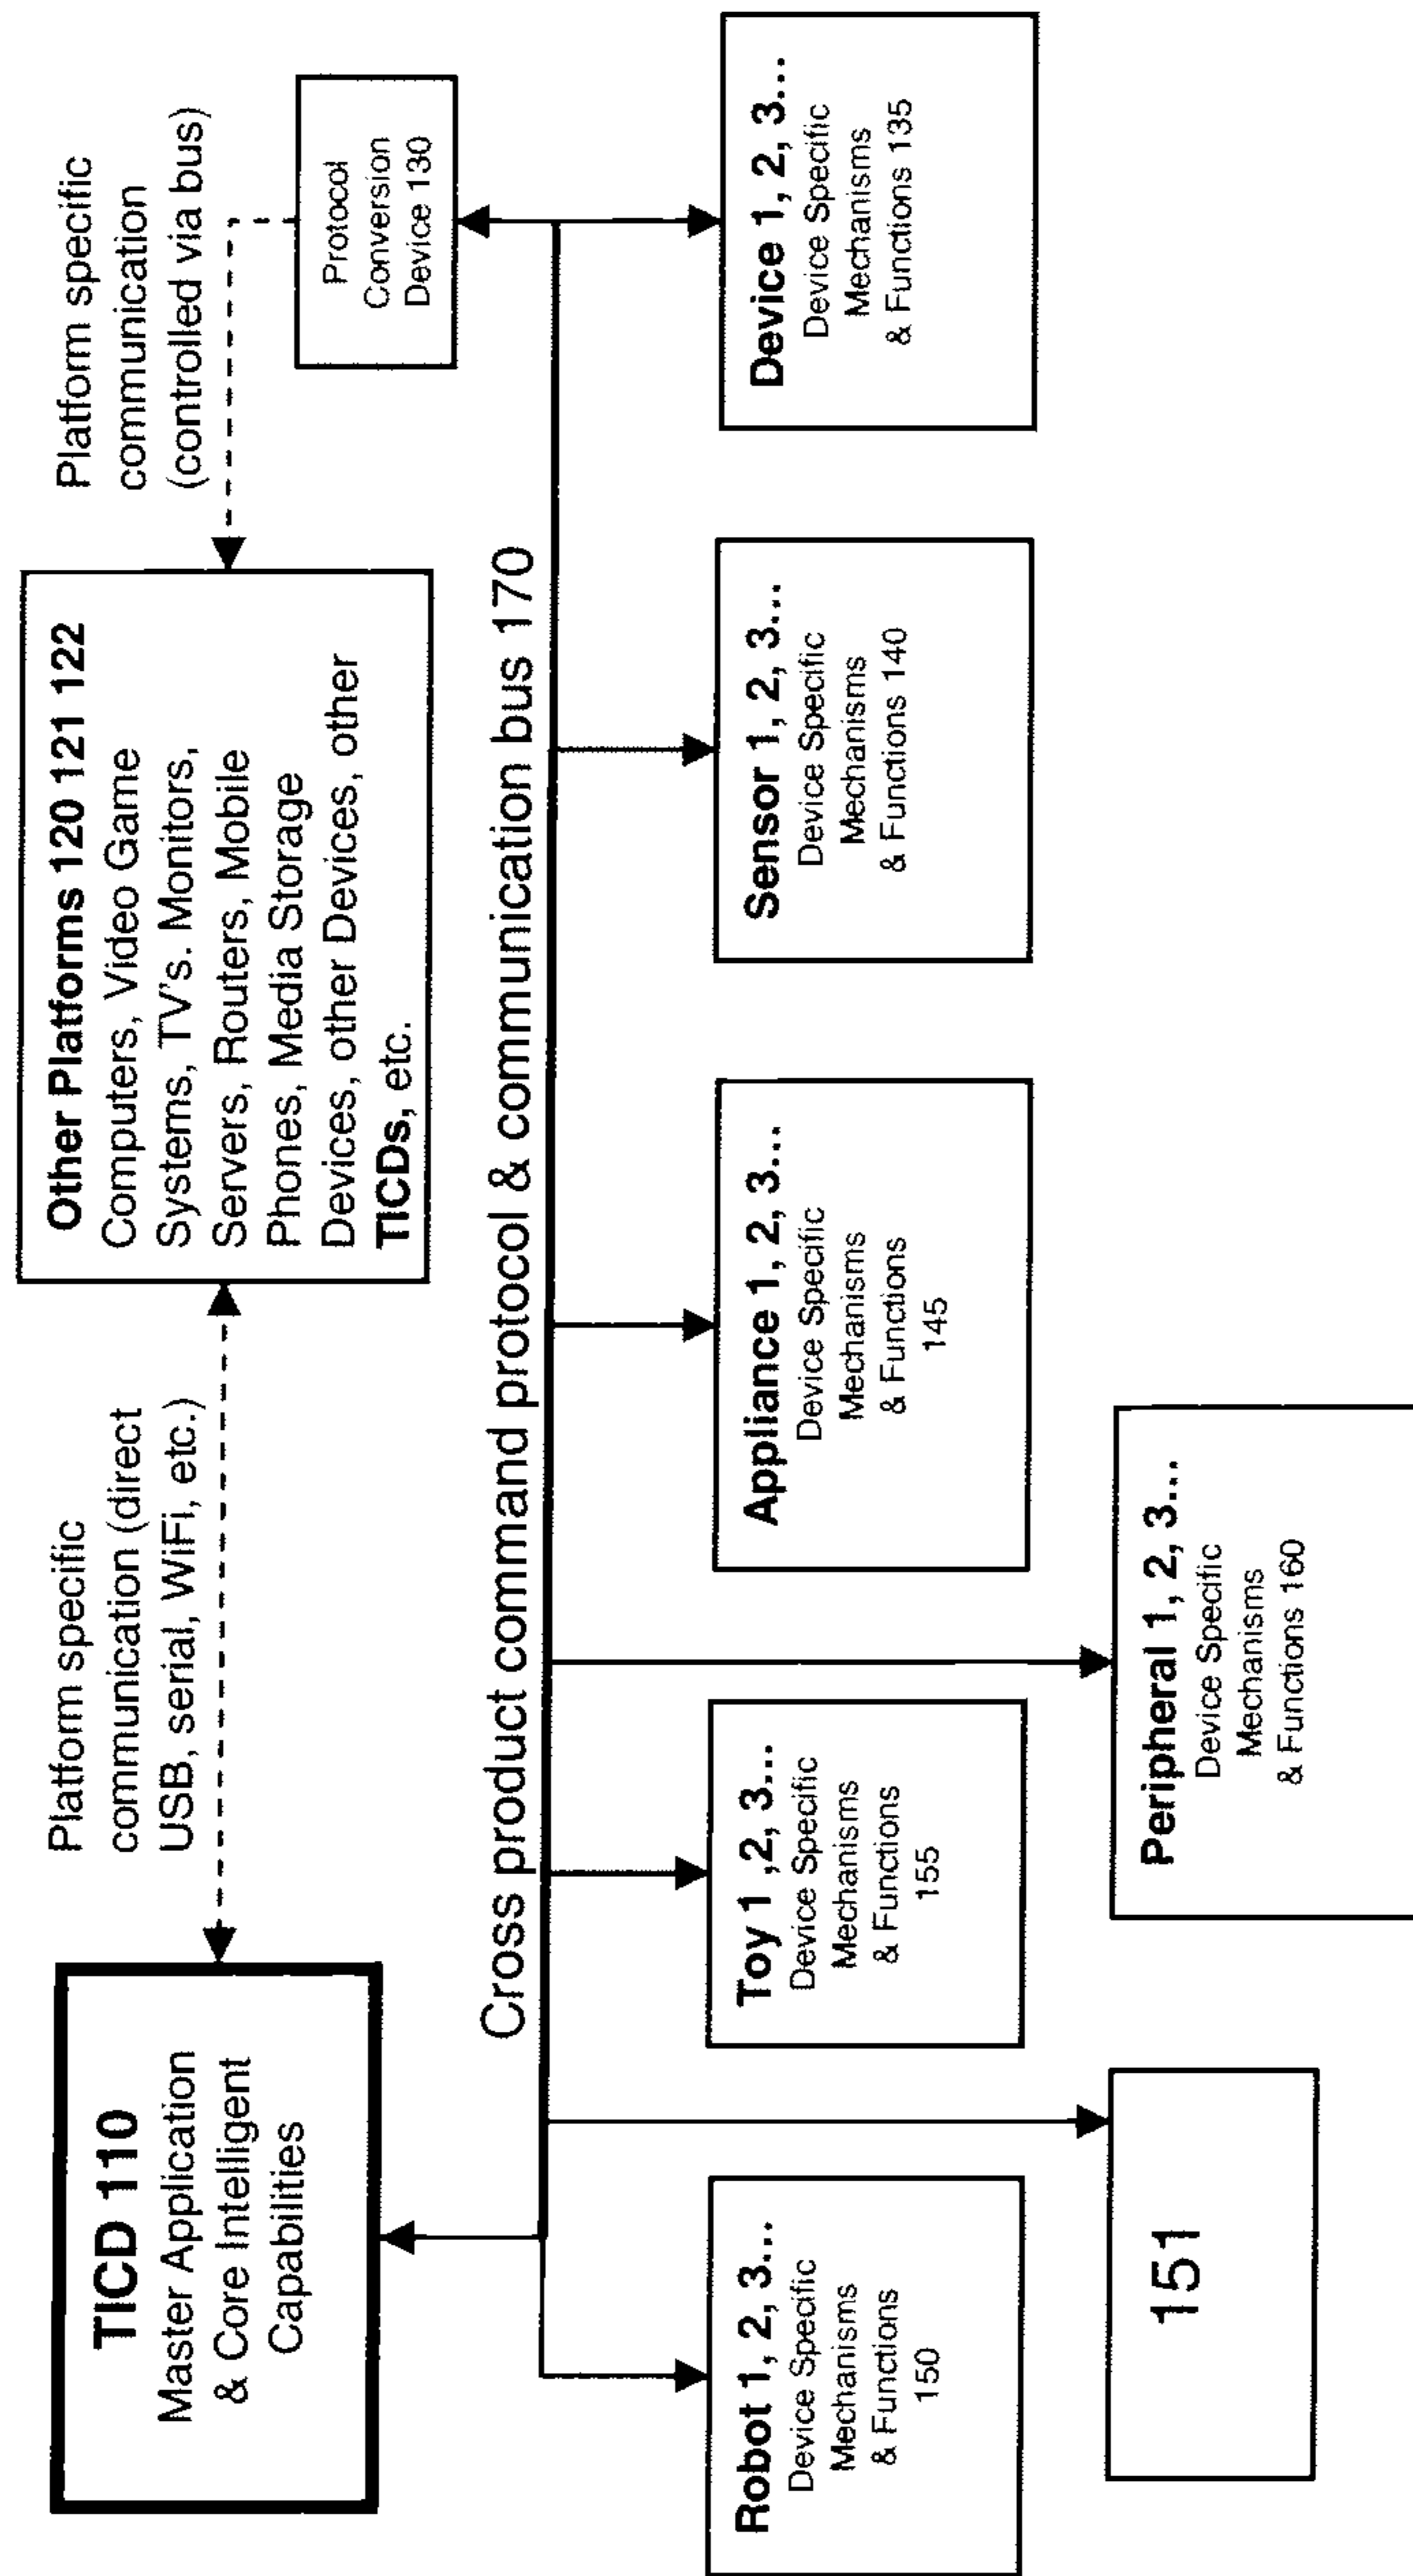 TICD 110
Master Application
& Core Intelligent
Capabilities
Platform specific
communication (direct
USB, serial, WiFi, etc.)
Other Platforms 120 121 122
Computers, Video Game
Systems, TV's. Monitors,
Servers, Routers, Mobile
Phones, Media Storage
Devices, other Devices, other
TICDs, etc.
Platform specific
communication
(controlled via bus)
Protocol
Conversion
Device 130
Cross product command protocol & communication bus 170
Robot 1, 2, 3...
Device Specific
Mechanisms
& Functions
150
Toy 1 ,2, 3...
Device Specific
Mechanisms
& Functions
155
Appliance 1, 2, 3...
Device Specific
Mechanisms
& Functions
145
Sensor 1, 2, 3...
Device Specific
Mechanisms
& Functions 140
Device 1, 2, 3...
Device Specific
Mechanisms
& Functions 135
151
Peripheral 1, 2, 3...
Device Specific
Mechanisms
& Functions 160